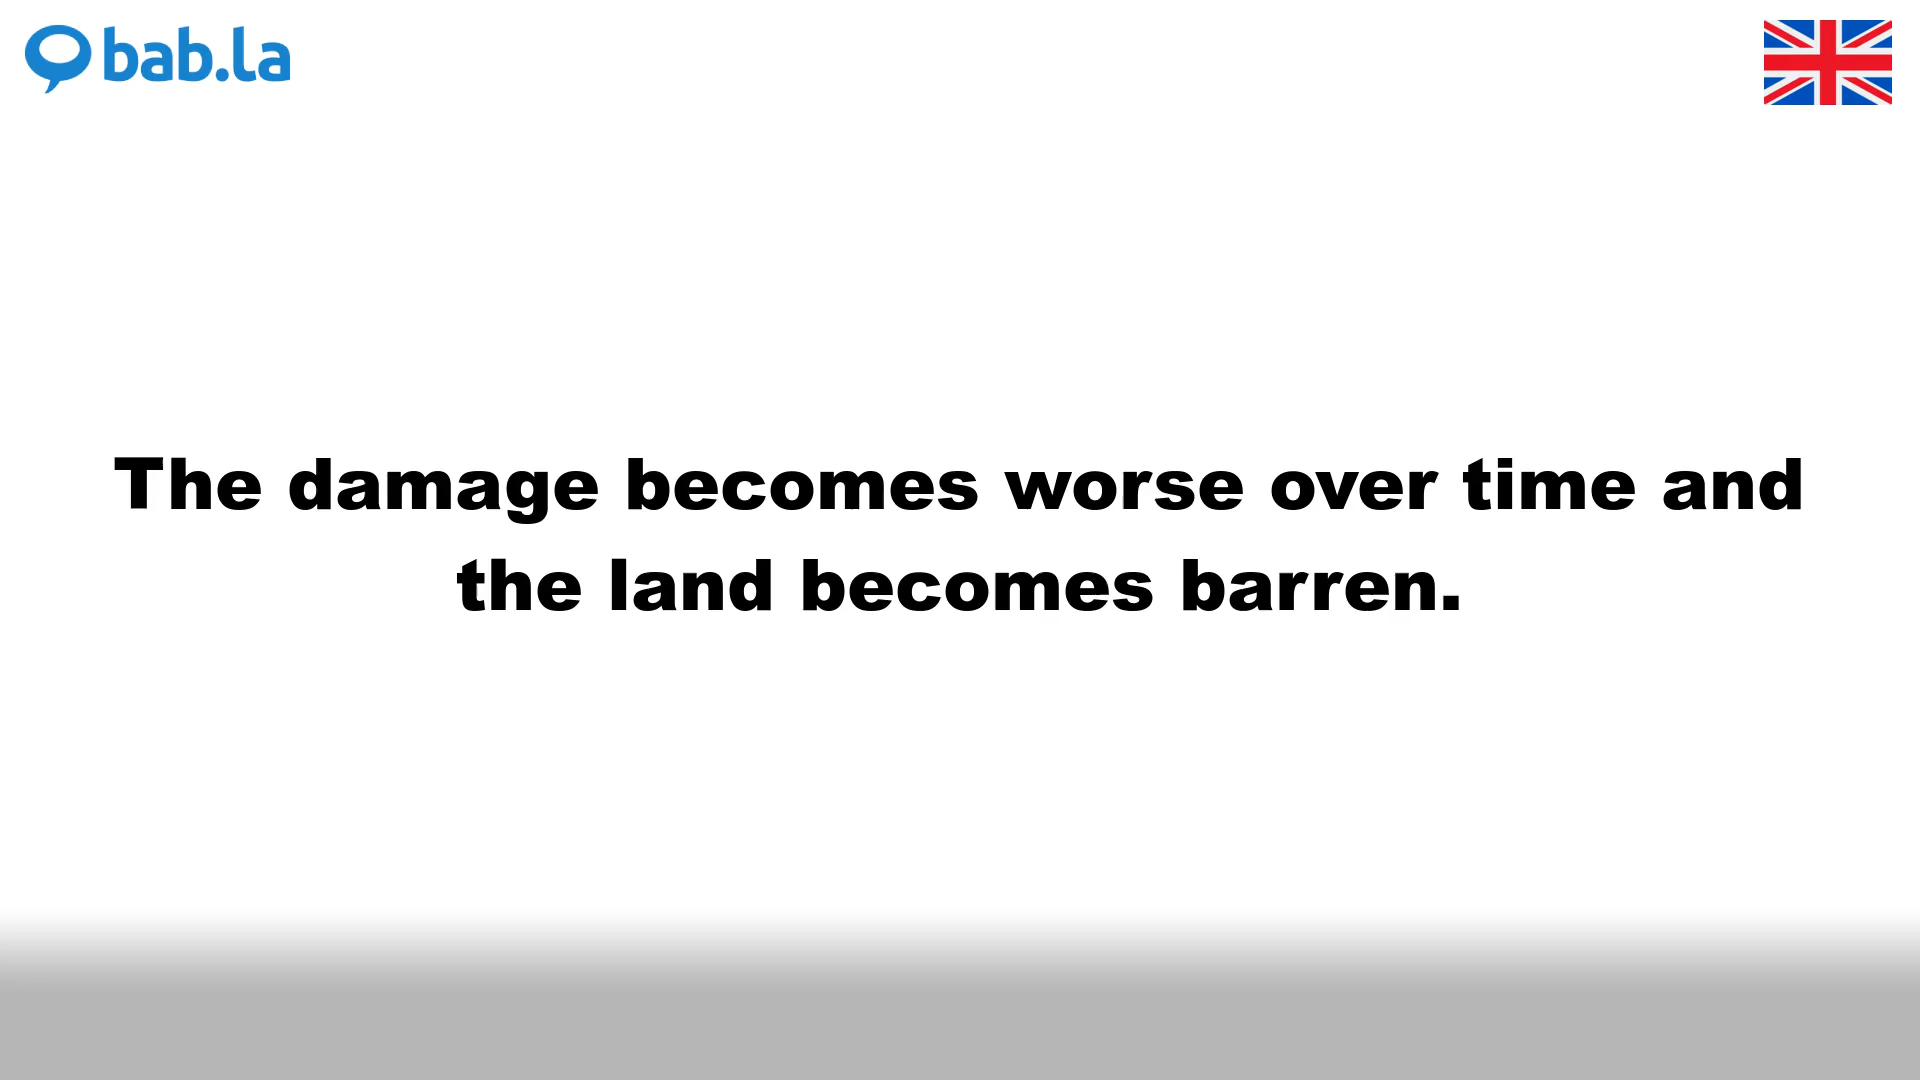 bab.la
The damage becomes worse over time and
the land becomes barren.